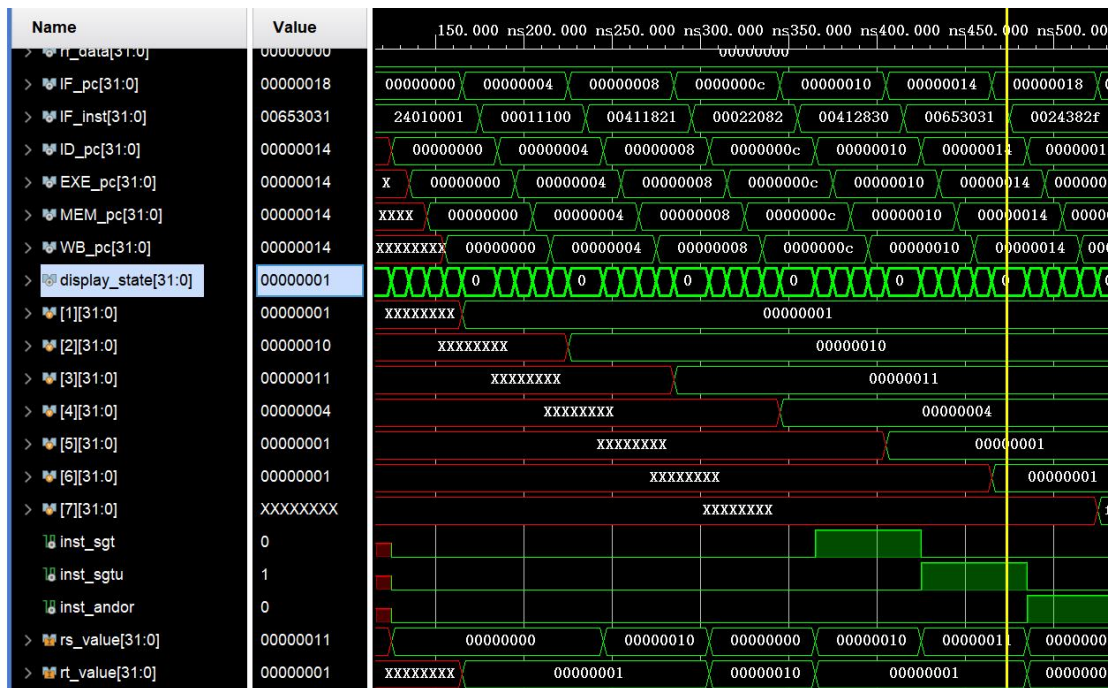 Name Value 150.000 ns 200.000 ns 250.000 ns 300.000 ns 350.000 ns 400.000 ns 450.000 ns 500.00
rr_data[31:0] 00000000 00000000
IF_pc[31:0] 00000018 00000000 00000004 00000008 0000000c 00000010 00000014 00000018
IF_inst[31:0] 00653031 24010001 00011100 00411821 00022082 00412830 00653031 0024382f
ID_pc[31:0] 00000014 00000000 00000004 00000008 0000000c 00000010 00000014 0000001
EXE_pc[31:0] 00000014 X 00000000 00000004 00000008 0000000c 00000010 00000014 000000
MEM_pc[31:0] 00000014 XXXX 00000000 00000004 00000008 0000000c 00000010 00000014 0000
WB_pc[31:0] 00000014 XXXXXXXX 00000000 00000004 00000008 0000000c 00000010 00000014 00
display_state[31:0] 00000001 0 0 0 0 0 0
[1][31:0] 00000001 XXXXXXXX 00000001
[2][31:0] 00000010 XXXXXXXX 00000010
[3][31:0] 00000011 XXXXXXXX 00000011
[4][31:0] 00000004 XXXXXXXX 00000004
[5][31:0] 00000001 XXXXXXXX 00000001
[6][31:0] 00000001 XXXXXXXX 00000001
[7][31:0] XXXXXXXX XXXXXXXX
inst_sgt 0
inst_sgtu 1
inst_andor 0
rs_value[31:0] 00000011 00000000 00000010 00000000 00000010 00000011 00000000
rt_value[31:0] 00000001 XXXXXXXX 00000001 00000010 00000001 00000000